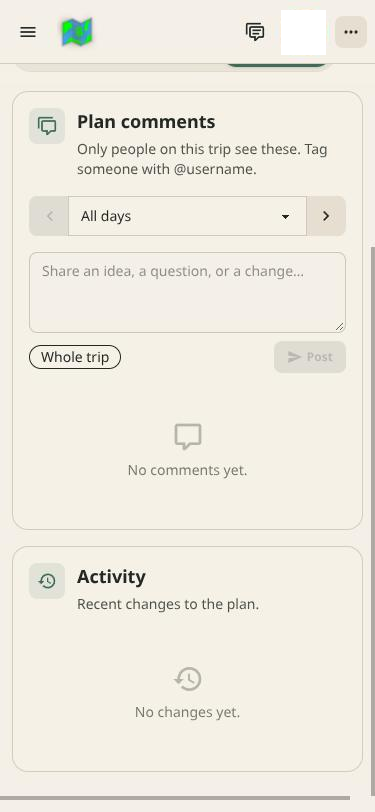 Plan comments
Only people on this trip see these. Tag
someone with @username.
All days
Share an idea, a question, or a change…
Whole trip
Post
No comments yet.
Activity
Recent changes to the plan.
No changes yet.